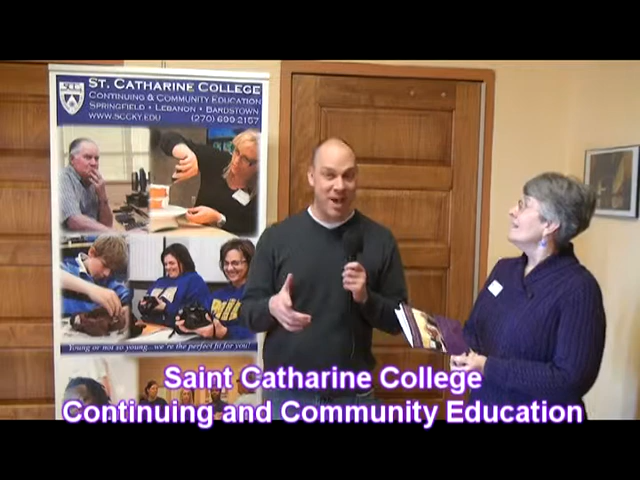 ST. CATHARINE COLLEGE
CONTINUING & COMMUNITY EDUCATION
SPRINGFIELD • LEBANON • BARDSTOWN
WWW.SCCKY.EDU (270) 699-2157
YOUNG OR NOT SO YOUNG...WE'RE THE PERFECT FIT FOR YOU!
Saint Catharine College
Continuing and Community Education